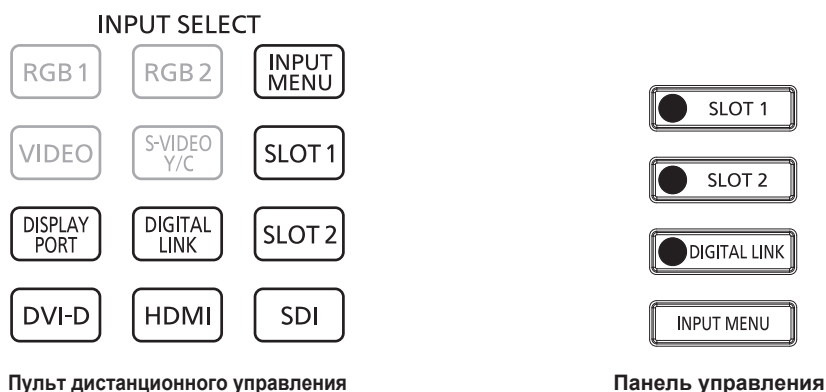 INPUT SELECT
RGB 1
RGB 2
INPUT
MENU
VIDEO
S-VIDEO
Y/C
SLOT 1
DISPLAY
PORT
DIGITAL
LINK
SLOT 2
DVI-D
HDMI
SDI
Пульт дистанционного управления
SLOT 1
SLOT 2
DIGITAL LINK
INPUT MENU
Панель управления